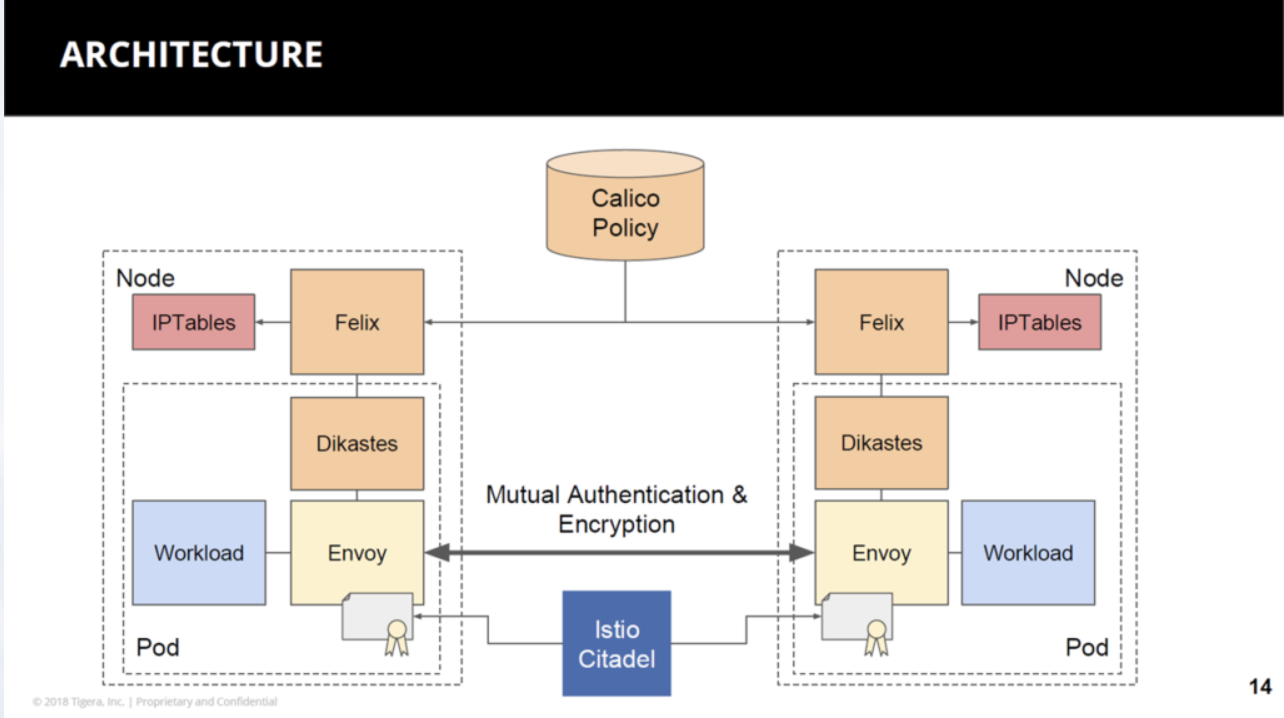 ARCHITECTURE
Calico
Policy
Node
IPTables
Felix
Felix
Node
IPTables
Dikastes
Dikastes
Mutual Authentication &
Encryption
Workload
Envoy
Envoy
Workload
Istio
Citadel
Pod
Pod
© 2018 Tigera, Inc. | Proprietary and Confidential
14